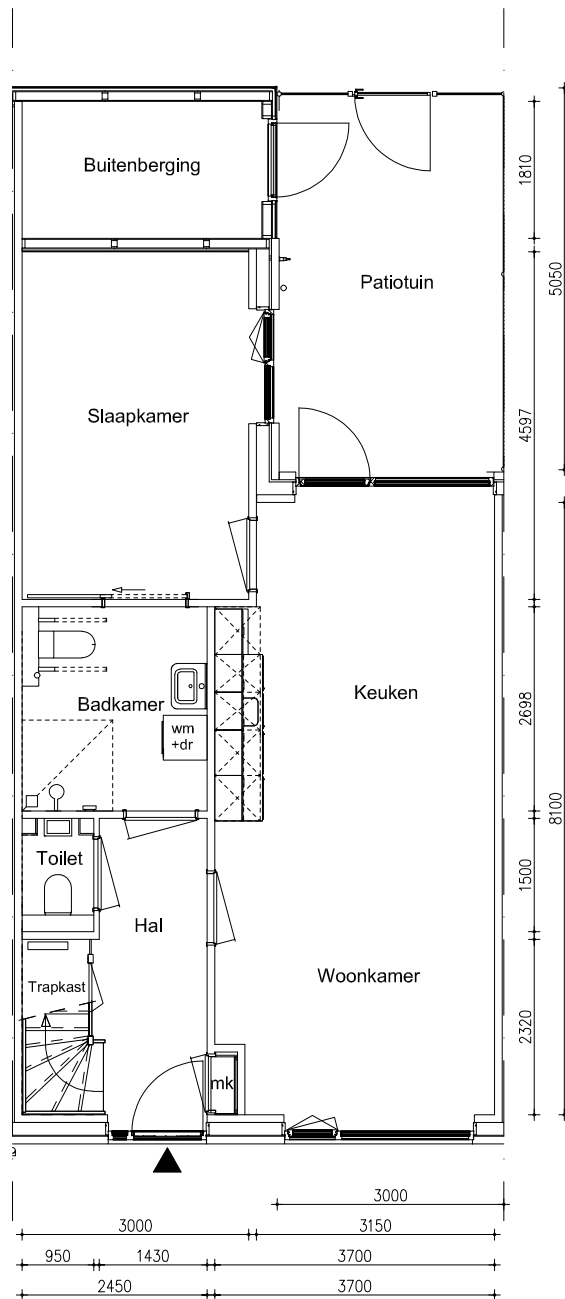 Buitenberging
1810
Patiotuin
5050
Slaapkamer
4597
Keuken
Badkamer
2698
wm
+dr
8100
Toilet
1500
Hal
Woonkamer
Trapkast
2320
mk
3000
3000
3150
950
1430
3700
2450
3700